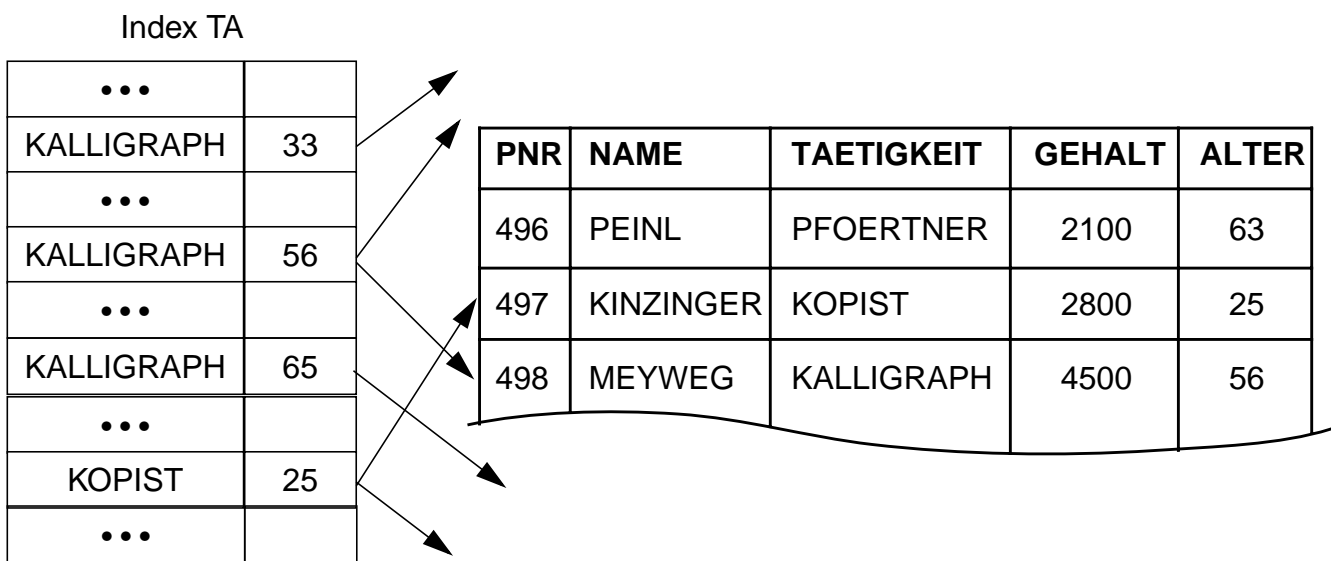 Index TA
•••
KALLIGRAPH 33
•••
KALLIGRAPH 56
•••
KALLIGRAPH 65
•••
KOPIST 25
•••
PNR NAME TAETIGKEIT GEHALT ALTER
496 PEINL PFOERTNER 2100 63
497 KINZINGER KOPIST 2800 25
498 MEYWEG KALLIGRAPH 4500 56